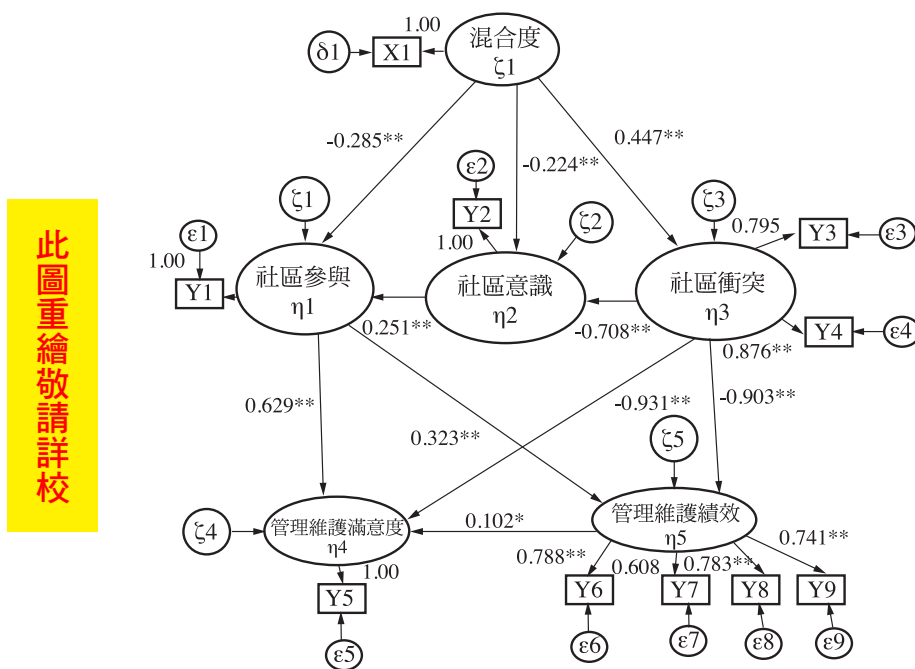 此圖重繪敬請詳校
1.00
混合度
ζ1
δ1
X1
-0.285**
-0.224**
0.447**
ε2
ζ1
Y2
ζ2
ζ3
0.795
Y3
ε3
ε1
1.00
1.00
Y1
社區參與
η1
社區意識
η2
社區衝突
η3
Y4
ε4
0.251**
-0.708**
0.876**
0.629**
-0.931**
-0.903**
0.323**
ζ5
ζ4
管理維護滿意度
η4
0.102*
管理維護績效
η5
0.741**
1.00
0.788**
0.608
0.783**
Y5
Y6
Y7
Y8
Y9
ε5
ε6
ε7
ε8
ε9